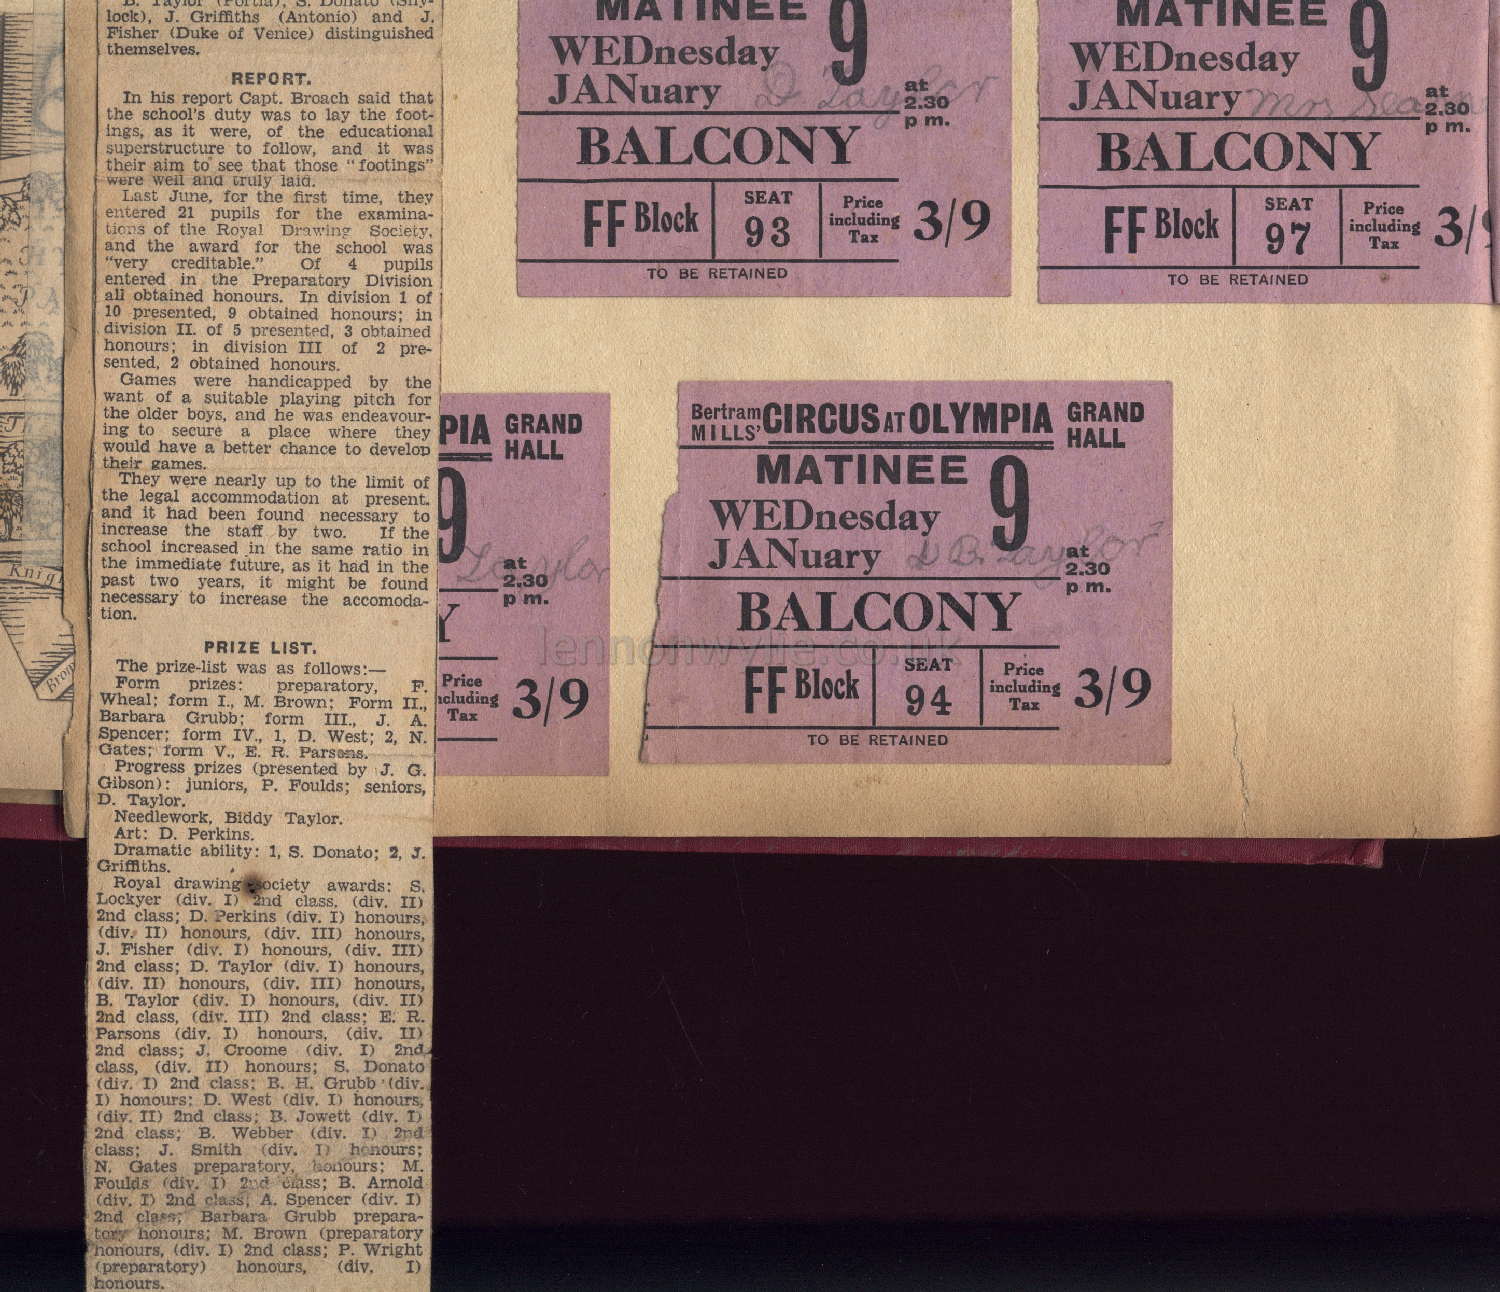 B. Taylor (Portia), S. Donato (Shy-
lock), J. Griffiths (Antonio) and J.
Fisher (Duke of Venice) distinguished
themselves.
REPORT.
In his report Capt. Broach said that
the school's duty was to lay the foot-
ings, as it were, of the educational
superstructure to follow, and it was
their aim to see that those "footings"
were well and truly laid.
Last June, for the first time, they
entered 21 pupils for the examina-
tions of the Royal Drawing Society,
and the award for the school was
"very creditable." Of 4 pupils
entered in the Preparatory Division
all obtained honours. In division 1 of
10 presented, 9 obtained honours; in
division II. of 5 presented, 3 obtained
honours; in division III of 2 pre-
sented, 2 obtained honours.
Games were handicapped by the
want of a suitable playing pitch for
the older boys, and he was endeavour-
ing to secure a place where they
would have a better chance to develop
their games.
They were nearly up to the limit of
the legal accommodation at present,
and it had been found necessary to
increase the staff by two. If the
school increased in the same ratio in
the immediate future, as it had in the
past two years, it might be found
necessary to increase the accomoda-
tion.
PRIZE LIST.
The prize-list was as follows:—
Form prizes: preparatory, F.
Wheal; form I., M. Brown; Form II.,
Barbara Grubb; form III., J. A.
Spencer; form IV., 1, D. West; 2, N.
Gates; form V., E. R. Parsons.
Progress prizes (presented by J. G.
Gibson): juniors, P. Foulds; seniors,
D. Taylor.
Needlework, Biddy Taylor.
Art: D. Perkins.
Dramatic ability: 1, S. Donato; 2, J.
Griffiths.
Royal drawing society awards: S.
Lockyer (div. I) 2nd class, (div. II)
2nd class; D. Perkins (div. I) honours,
(div. II) honours, (div. III) honours,
J. Fisher (div. I) honours, (div. III)
2nd class; D. Taylor (div. I) honours,
(div. II) honours, (div. III) honours,
B. Taylor (div. I) honours, (div. II)
2nd class, (div. III) 2nd class; E. R.
Parsons (div. I) honours, (div. II)
2nd class; J. Croome (div. I) 2nd
class, (div. II) honours; S. Donato
(div. I) 2nd class; B. H. Grubb (div.
I) honours; D. West (div. I) honours,
(div. II) 2nd class; B. Jowett (div. I)
2nd class; B. Webber (div. I) 2nd
class; J. Smith (div. I) honours;
N. Gates preparatory, honours; M.
Foulds (div. I) 2nd class; B. Arnold
(div. I) 2nd class; A. Spencer (div. I)
2nd class; Barbara Grubb prepara-
tory honours; M. Brown (preparatory
honours, (div. I) 2nd class; P. Wright
(preparatory) honours, (div. I)
honours.
MATINEE 9
WEDnesday
JANuary D Taylor at
2.30
p m.
BALCONY
FF Block SEAT 93 Price including Tax 3/9
TO BE RETAINED
MATINEE 9
WEDnesday
JANuary Mrs at
2.30
p m.
BALCONY
FF Block SEAT 97 Price including Tax 3/9
TO BE RETAINED
PIA GRAND
HALL
9
Taylor at
2.30
p m.
Y
Price including Tax 3/9
Bertram MILLS' CIRCUS AT OLYMPIA GRAND HALL
MATINEE 9
WEDnesday
JANuary B Taylor at
2.30
p m.
BALCONY
FF Block SEAT 94 Price including Tax 3/9
TO BE RETAINED
lennonwylie.co.uk
Knig
Brom